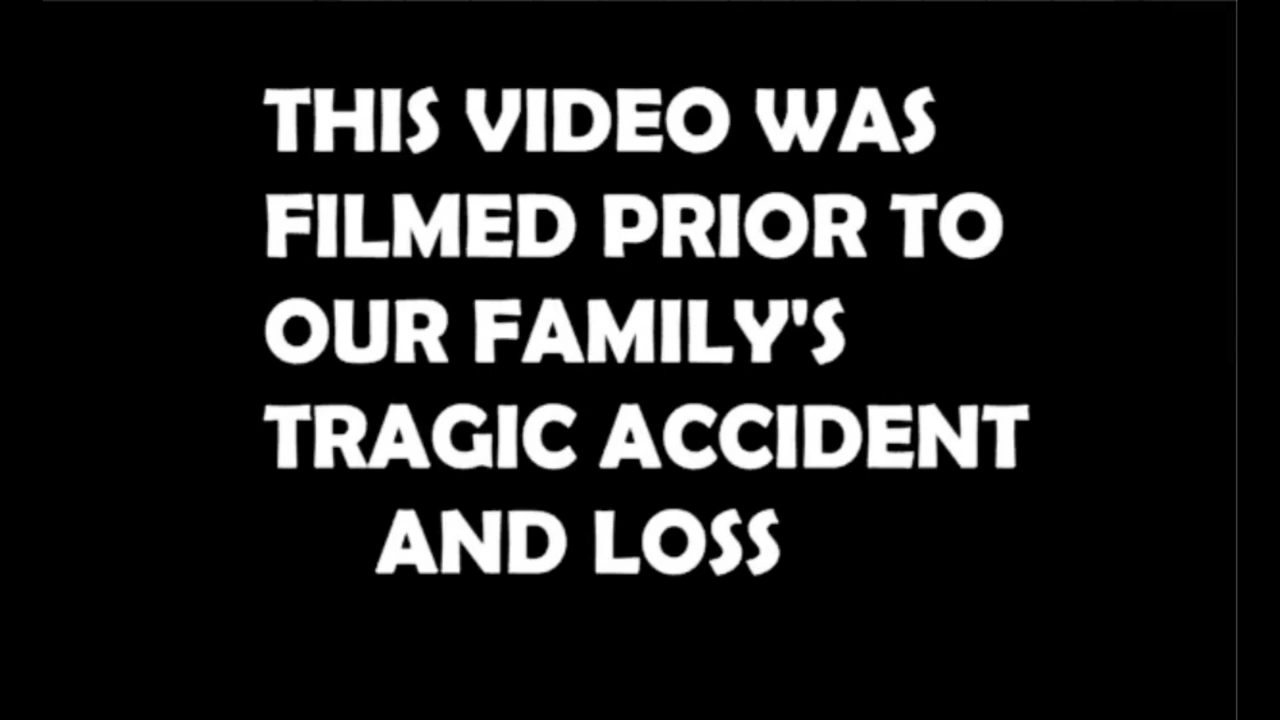 THIS VIDEO WAS
FILMED PRIOR TO
OUR FAMILY'S
TRAGIC ACCIDENT
AND LOSS